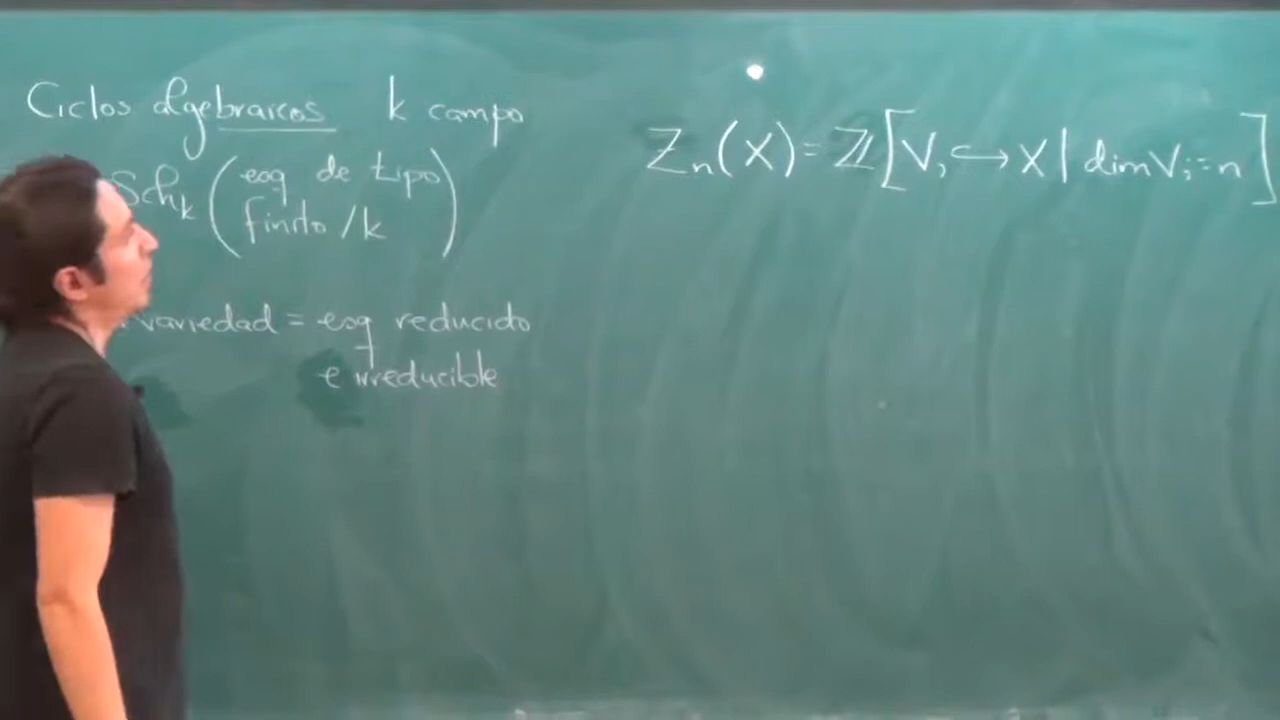 Ciclos algebraicos k campo
Sch_k (esq de tipo
finito /k)
variedad = esq reducido
e irreducible
Z_n(X) = ℤ[V_i ↪ X | dim V_i = n]